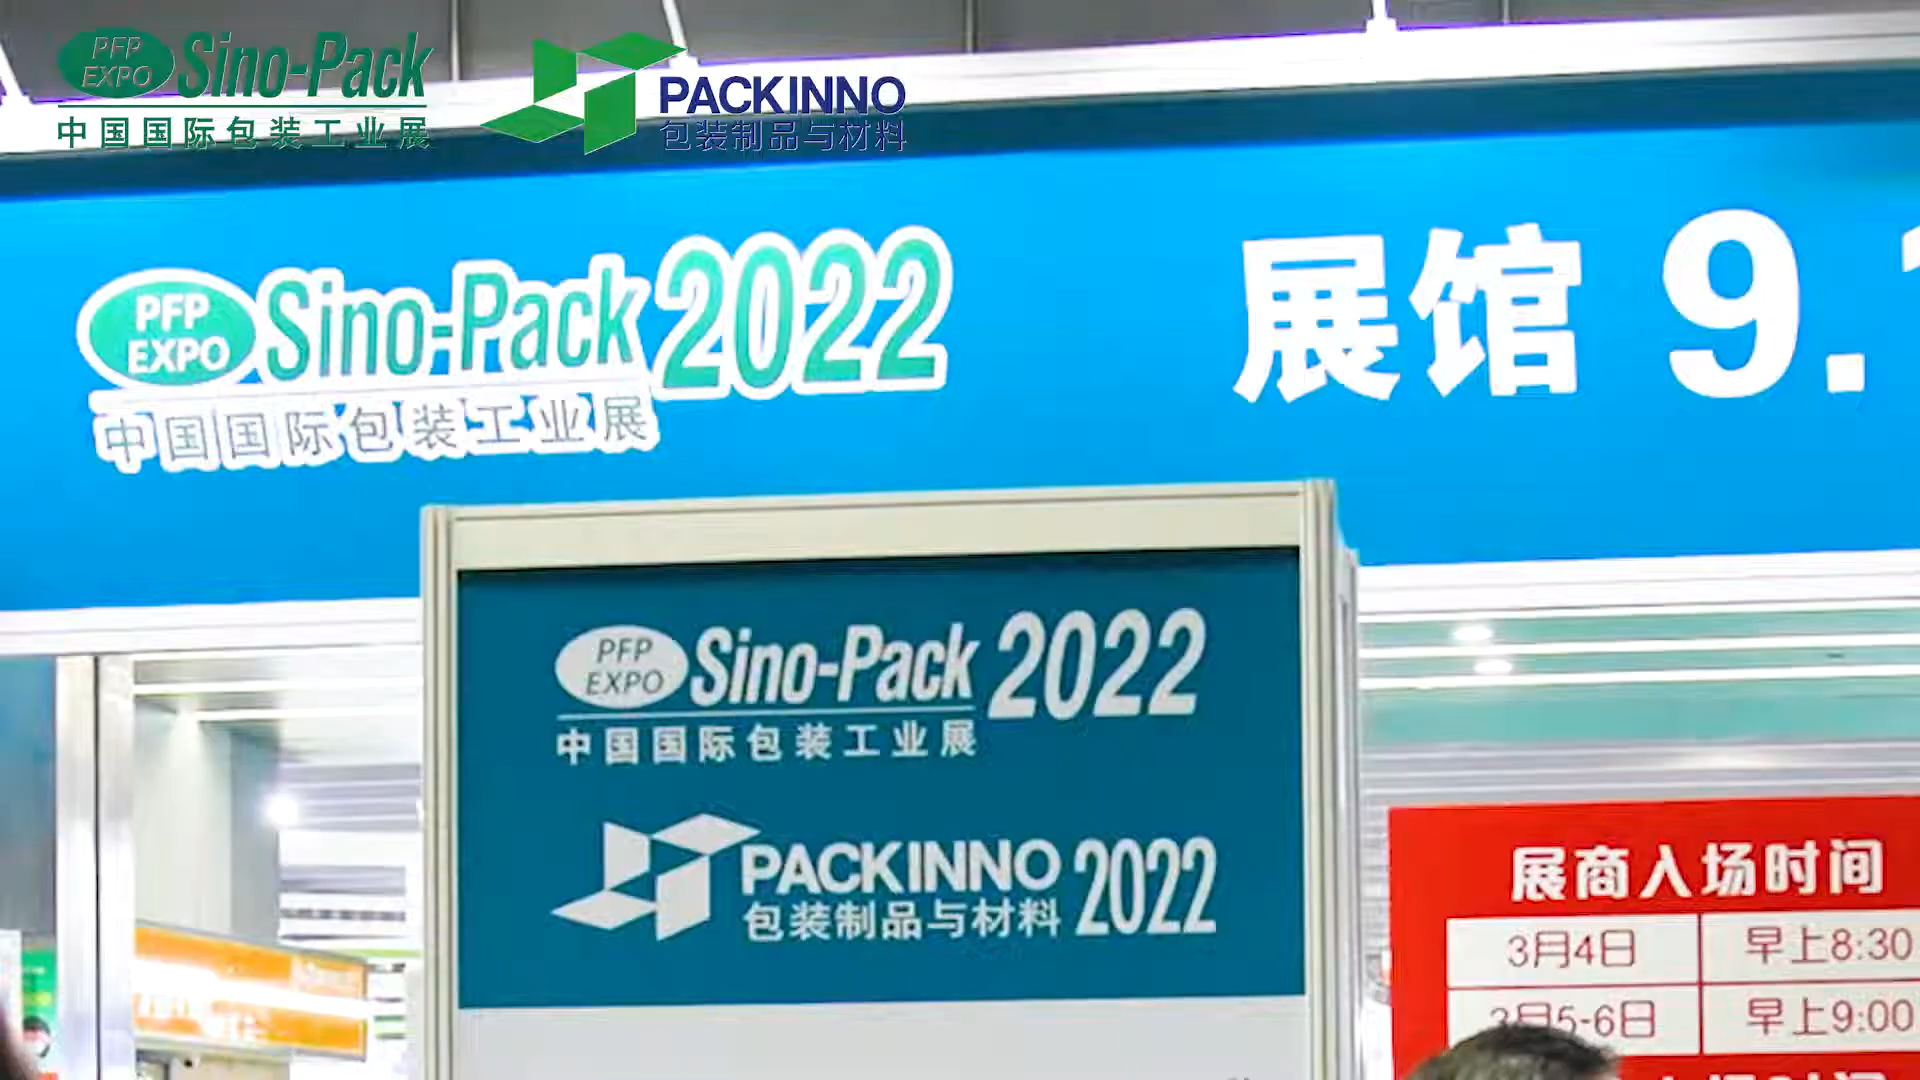 PFP
EXPO
Sino-Pack
中国国际包装工业展
PACKINNO
包装制品与材料
PFP
EXPO
Sino-Pack 2022
中国国际包装工业展
展馆 9.
PFP
EXPO
Sino-Pack 2022
中国国际包装工业展
PACKINNO 2022
包装制品与材料
展商入场时间
3月4日 早上8:30
3月5-6日 早上9:00